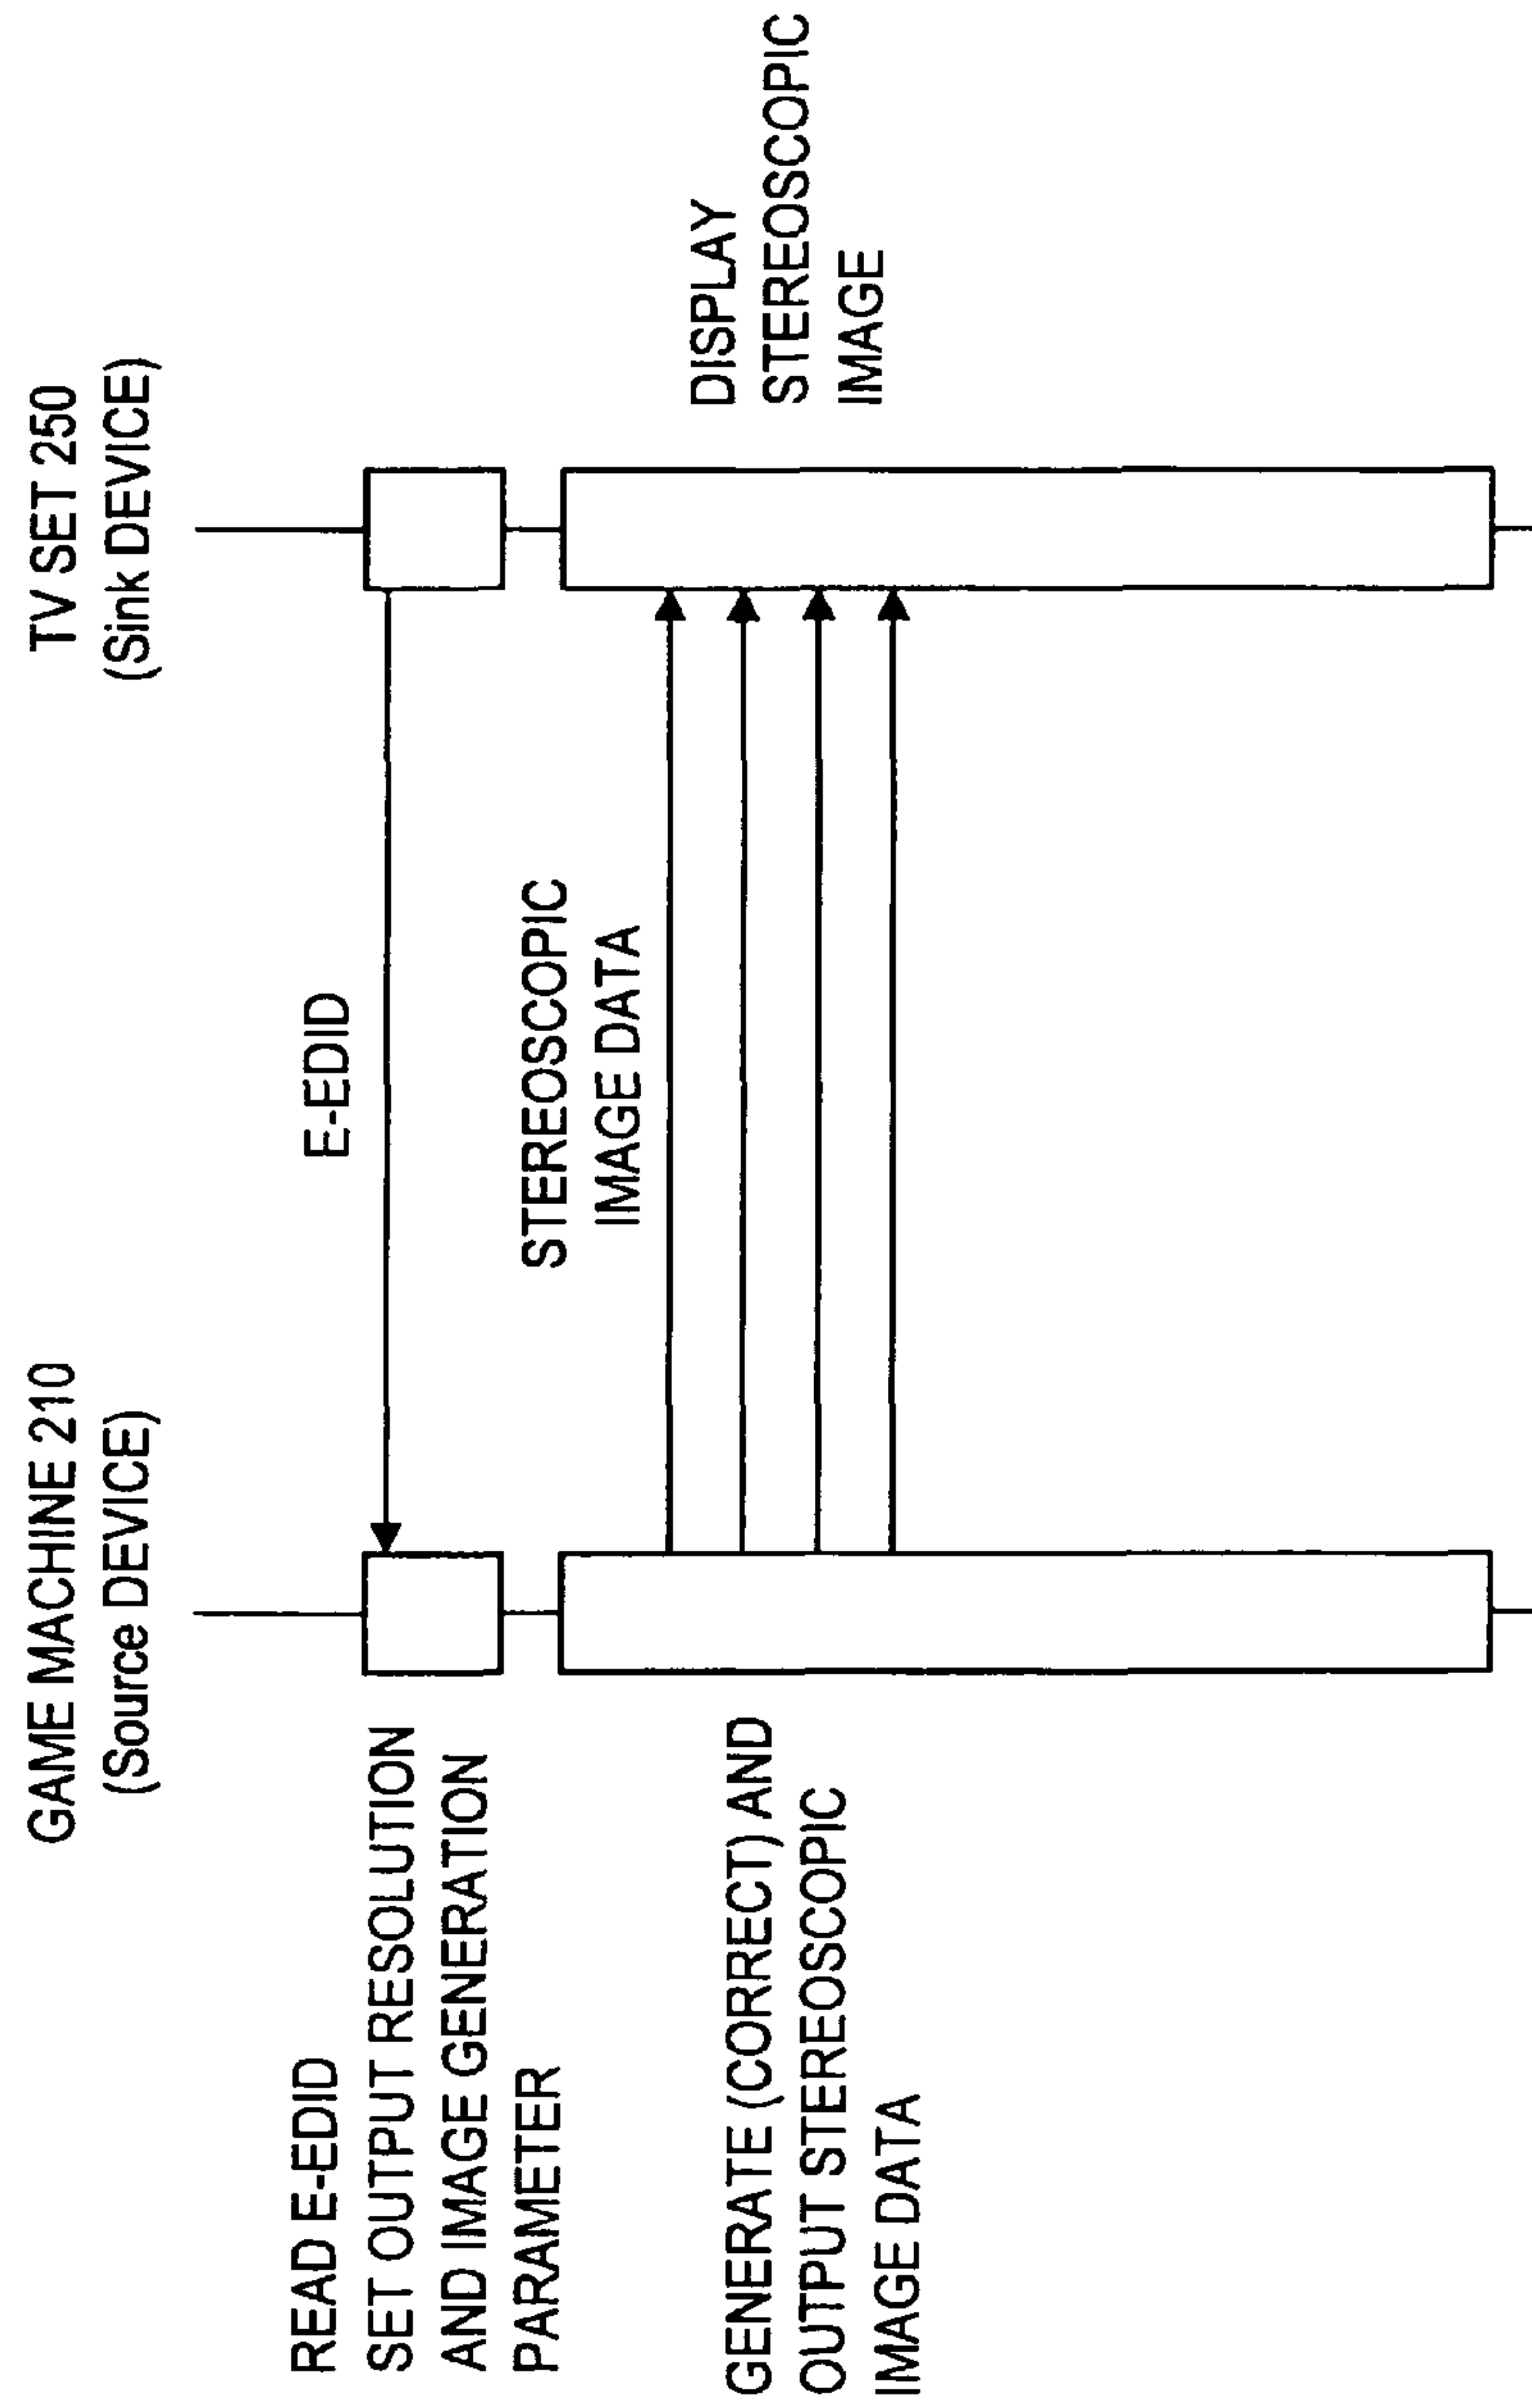 GAME MACHINE 210
(Source DEVICE)
TV SET 250
(Sink DEVICE)
READ E-EDID
SET OUTPUT RESOLUTION
AND IMAGE GENERATION
PARAMETER
E-EDID
STEREOSCOPIC
IMAGE DATA
GENERATE (CORRECT) AND
OUTPUT STEREOSCOPIC
IMAGE DATA
DISPLAY
STEREOSCOPIC
IMAGE